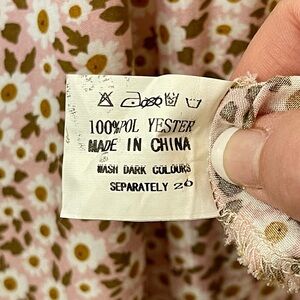 100%POL YESTER
MADE IN CHINA
WASH DARK COLOURS
SEPARATELY 20